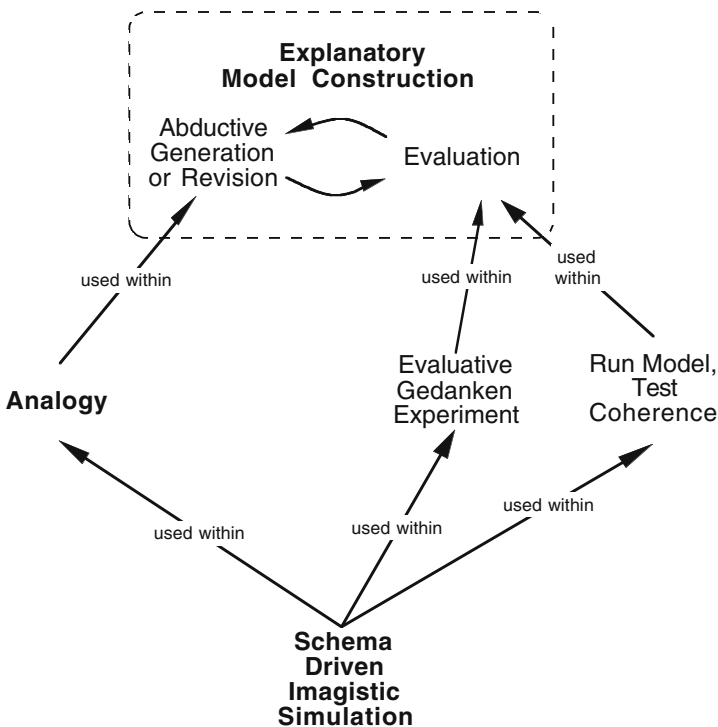 Explanatory
Model Construction
Abductive
Generation
or Revision
Evaluation
used within
used within
used
within
Analogy
Evaluative
Gedanken
Experiment
Run Model,
Test
Coherence
used within
used within
used within
Schema
Driven
Imagistic
Simulation